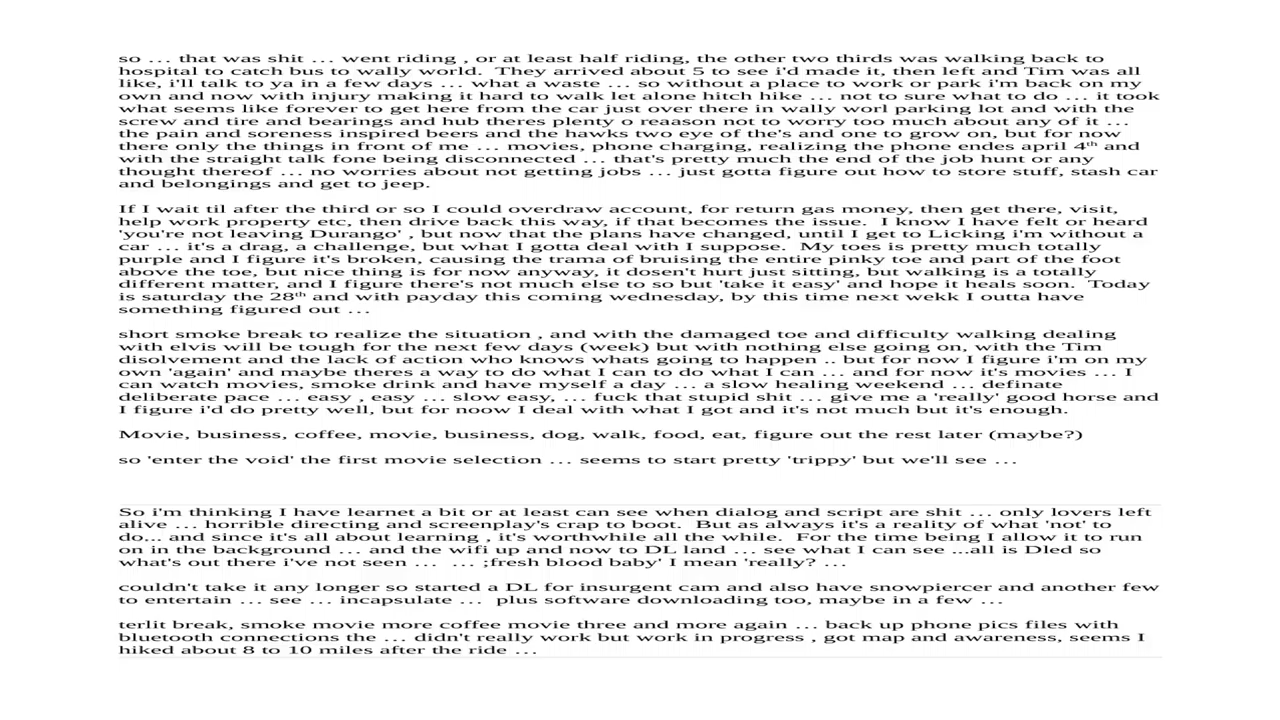 so … that was shit … went riding , or at least half riding, the other two thirds was walking back to
hospital to catch bus to wally world.  They arrived about 5 to see i'd made it, then left and Tim was all
like, i'll talk to ya in a few days … what a waste … so without a place to work or park i'm back on my
own and now with injury making it hard to walk let alone hitch hike … not to sure what to do … it took
what seems like forever to get here from the car just over there in wally worl parking lot and with the
screw and tire and bearings and hub theres plenty o reaason not to worry too much about any of it …
the pain and soreness inspired beers and the hawks two eye of the's and one to grow on, but for now
there only the things in front of me … movies, phone charging, realizing the phone endes april 4th and
with the straight talk fone being disconnected … that's pretty much the end of the job hunt or any
thought thereof … no worries about not getting jobs … just gotta figure out how to store stuff, stash car
and belongings and get to jeep.
If I wait til after the third or so I could overdraw account, for return gas money, then get there, visit,
help work property etc, then drive back this way, if that becomes the issue.  I know I have felt or heard
'you're not leaving Durango' , but now that the plans have changed, until I get to Licking i'm without a
car … it's a drag, a challenge, but what I gotta deal with I suppose.  My toes is pretty much totally
purple and I figure it's broken, causing the trama of bruising the entire pinky toe and part of the foot
above the toe, but nice thing is for now anyway, it dosen't hurt just sitting, but walking is a totally
different matter, and I figure there's not much else to so but 'take it easy' and hope it heals soon.  Today
is saturday the 28th and with payday this coming wednesday, by this time next wekk I outta have
something figured out …
short smoke break to realize the situation , and with the damaged toe and difficulty walking dealing
with elvis will be tough for the next few days (week) but with nothing else going on, with the Tim
disolvement and the lack of action who knows whats going to happen .. but for now I figure i'm on my
own 'again' and maybe theres a way to do what I can to do what I can … and for now it's movies … I
can watch movies, smoke drink and have myself a day … a slow healing weekend … definate
deliberate pace … easy , easy … slow easy, … fuck that stupid shit … give me a 'really' good horse and
I figure i'd do pretty well, but for noow I deal with what I got and it's not much but it's enough.
Movie, business, coffee, movie, business, dog, walk, food, eat, figure out the rest later (maybe?)
so 'enter the void' the first movie selection … seems to start pretty 'trippy' but we'll see …
So i'm thinking I have learnet a bit or at least can see when dialog and script are shit … only lovers left
alive … horrible directing and screenplay's crap to boot.  But as always it's a reality of what 'not' to
do... and since it's all about learning , it's worthwhile all the while.  For the time being I allow it to run
on in the background … and the wifi up and now to DL land … see what I can see ...all is Dled so
what's out there i've not seen …  … ;fresh blood baby' I mean 'really? …
couldn't take it any longer so started a DL for insurgent cam and also have snowpiercer and another few
to entertain … see … incapsulate …  plus software downloading too, maybe in a few …
terlit break, smoke movie more coffee movie three and more again … back up phone pics files with
bluetooth connections the … didn't really work but work in progress , got map and awareness, seems I
hiked about 8 to 10 miles after the ride …